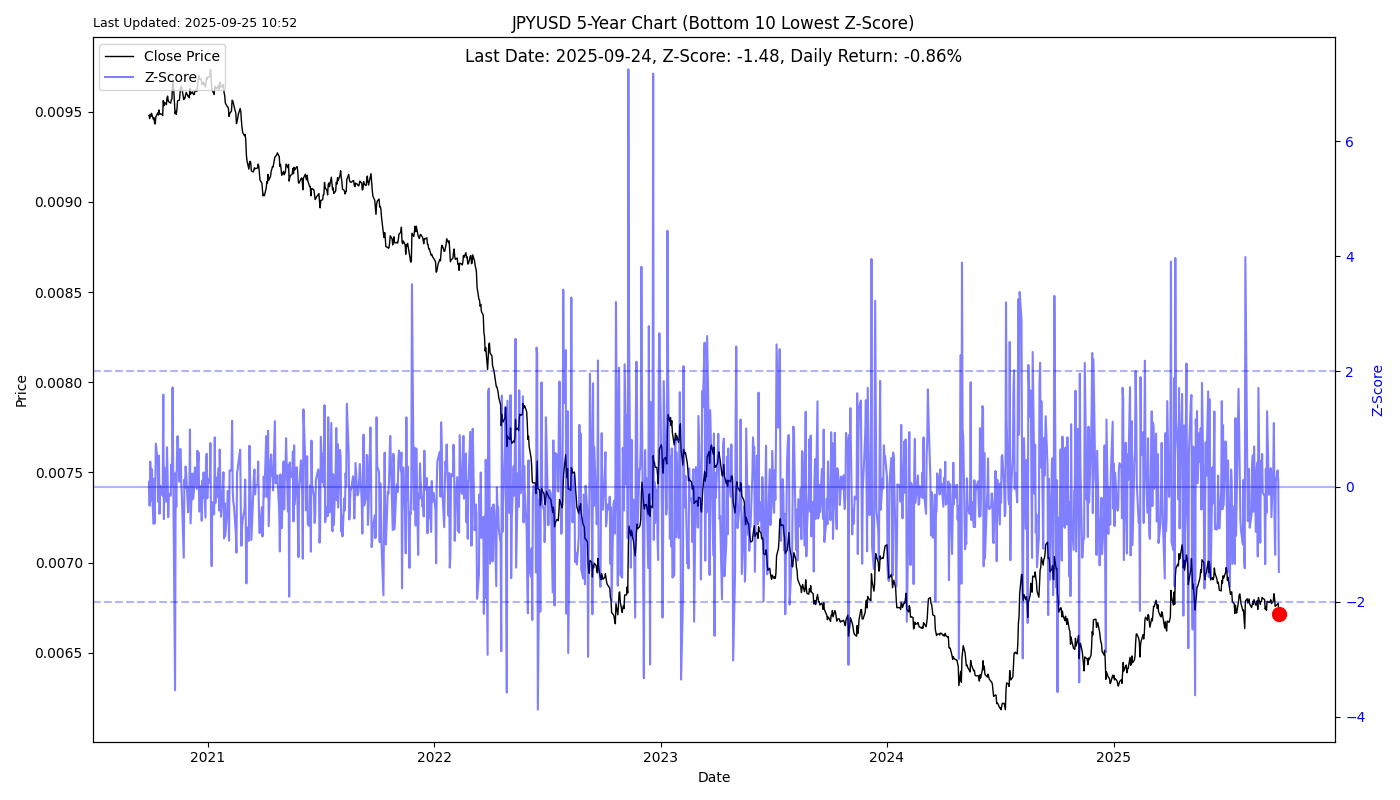 Last Updated: 2025-09-25 10:52
JPYUSD 5-Year Chart (Bottom 10 Lowest Z-Score)
Last Date: 2025-09-24, Z-Score: -1.48, Daily Return: -0.86%
Close Price
Z-Score
0.0095
0.0090
0.0085
0.0080
0.0075
0.0070
0.0065
Price
6
4
2
0
−2
−4
Z-Score
2021
2022
2023
2024
2025
Date